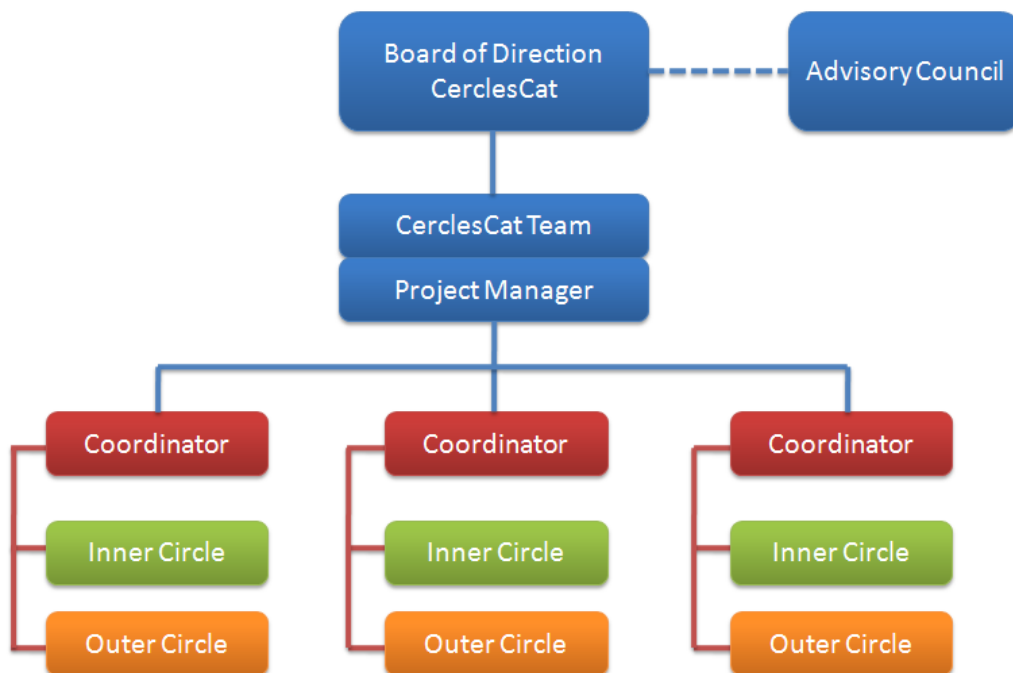 Board of Direction
CerclesCat
Advisory Council
CerclesCat Team
Project Manager
Coordinator
Coordinator
Coordinator
Inner Circle
Inner Circle
Inner Circle
Outer Circle
Outer Circle
Outer Circle